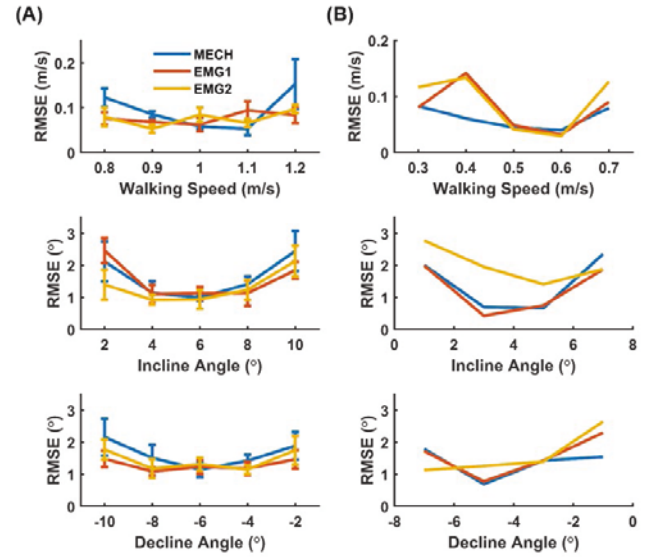 (A)
(B)
RMSE (m/s)
0.2
0.1
0
MECH
EMG1
EMG2
0.8 0.9 1 1.1 1.2
Walking Speed (m/s)
RMSE (m/s)
0.2
0.1
0
0.3 0.4 0.5 0.6 0.7
Walking Speed (m/s)
RMSE (°)
3
2
1
0
2 4 6 8 10
Incline Angle (°)
RMSE (°)
3
2
1
0
0 2 4 6 8
Incline Angle (°)
RMSE (°)
3
2
1
0
-10 -8 -6 -4 -2
Decline Angle (°)
RMSE (°)
3
2
1
0
-8 -6 -4 -2 0
Decline Angle (°)